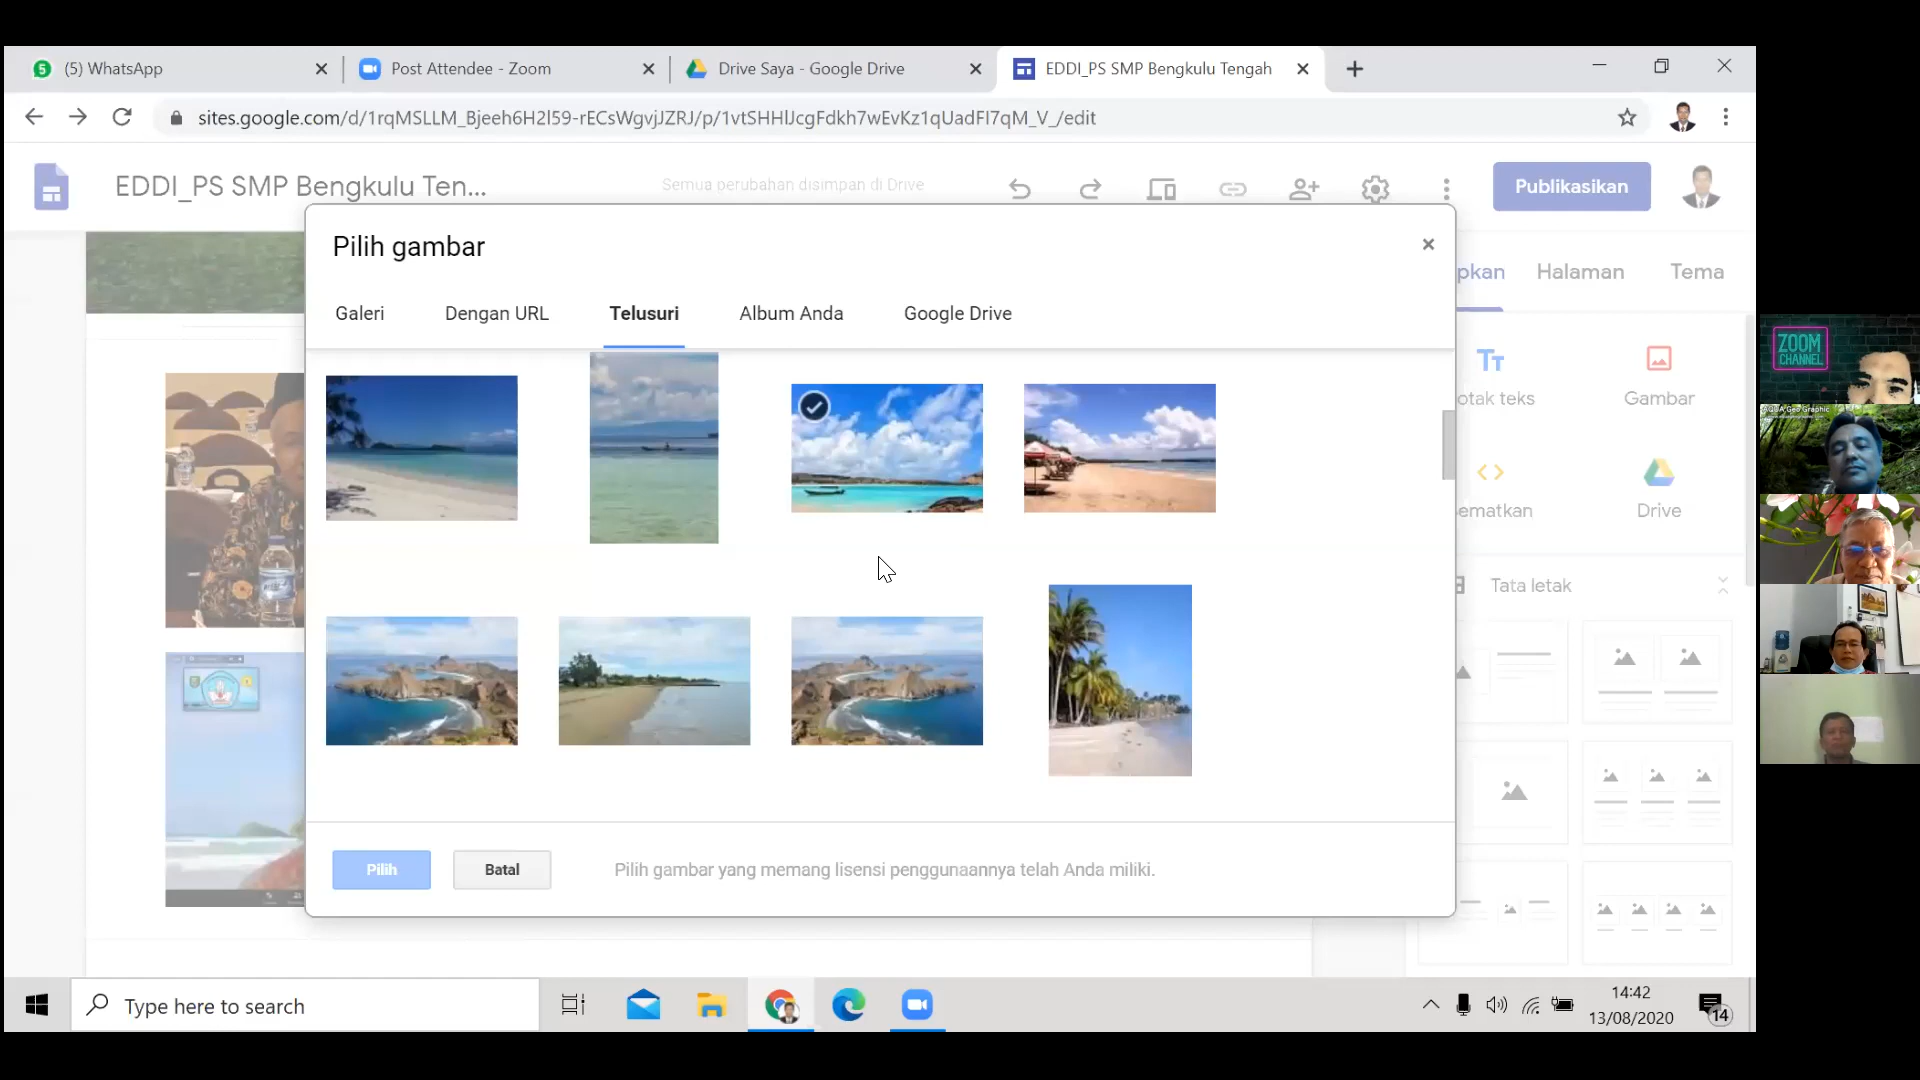 (5) WhatsApp
Post Attendee - Zoom
Drive Saya - Google Drive
EDDI_PS SMP Bengkulu Tengah
sites.google.com/d/1rqMSLLM_Bjeeh6H2l59-rECsWgvjJZRJ/p/1vtSHHlJcgFdkh7wEvKz1qUadFI7qM_V_/edit
EDDI_PS SMP Bengkulu Ten...
Semua perubahan disimpan di Drive
Publikasikan
Pilih gambar
pkan
Halaman
Tema
Galeri
Dengan URL
Telusuri
Album Anda
Google Drive
ZOOM
CHANNEL
otak teks
Gambar
AQUA Geo Graphic
ematkan
Drive
Tata letak
Pilih
Batal
Pilih gambar yang memang lisensi penggunaannya telah Anda miliki.
Type here to search
14:42
13/08/2020
14